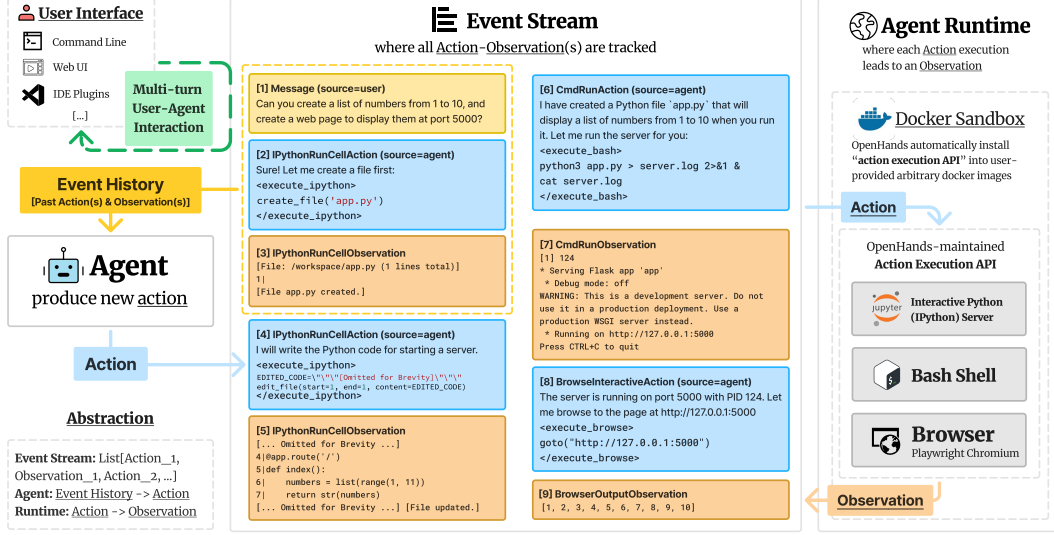 User Interface
Command Line
Web UI
IDE Plugins
[...]
Multi-turn
User-Agent
Interaction
Event History
[Past Action(s) & Observation(s)]
Agent
produce new action
Action
Abstraction
Event Stream: List[Action_1,
Observation_1, Action_2, ...]
Agent: Event History -> Action
Runtime: Action -> Observation
Event Stream
where all Action-Observation(s) are tracked
[1] Message (source=user)
Can you create a list of numbers from 1 to 10, and
create a web page to display them at port 5000?
[2] IPythonRunCellAction (source=agent)
Sure! Let me create a file first:
<execute_ipython>
create_file('app.py')
</execute_ipython>
[3] IPythonRunCellObservation
[File: /workspace/app.py (1 lines total)]
1|
[File app.py created.]
[4] IPythonRunCellAction (source=agent)
I will write the Python code for starting a server.
<execute_ipython>
EDITED_CODE=\"\"\"[Omitted for Brevity]\"\"\"
edit_file(start=1, end=1, content=EDITED_CODE)
</execute_ipython>
[5] IPythonRunCellObservation
[... Omitted for Brevity ...]
4|@app.route('/')
5|def index():
6|    numbers = list(range(1, 11))
7|    return str(numbers)
[... Omitted for Brevity ...] [File updated.]
[6] CmdRunAction (source=agent)
I have created a Python file `app.py` that will
display a list of numbers from 1 to 10 when you run
it. Let me run the server for you:
<execute_bash>
python3 app.py > server.log 2>&1 &
cat server.log
</execute_bash>
[7] CmdRunObservation
[1] 124
* Serving Flask app 'app'
* Debug mode: off
WARNING: This is a development server. Do not
use it in a production deployment. Use a
production WSGI server instead.
* Running on http://127.0.0.1:5000
Press CTRL+C to quit
[8] BrowseInteractiveAction (source=agent)
The server is running on port 5000 with PID 124. Let
me browse to the page at http://127.0.0.1:5000
<execute_browse>
goto("http://127.0.0.1:5000")
</execute_browse>
[9] BrowserOutputObservation
[1, 2, 3, 4, 5, 6, 7, 8, 9, 10]
Agent Runtime
where each Action execution
leads to an Observation
Docker Sandbox
OpenHands automatically install
“action execution API” into user-
provided arbitrary docker images
Action
OpenHands-maintained
Action Execution API
jupyter
Interactive Python
(IPython) Server
Bash Shell
Browser
Playwright Chromium
Observation